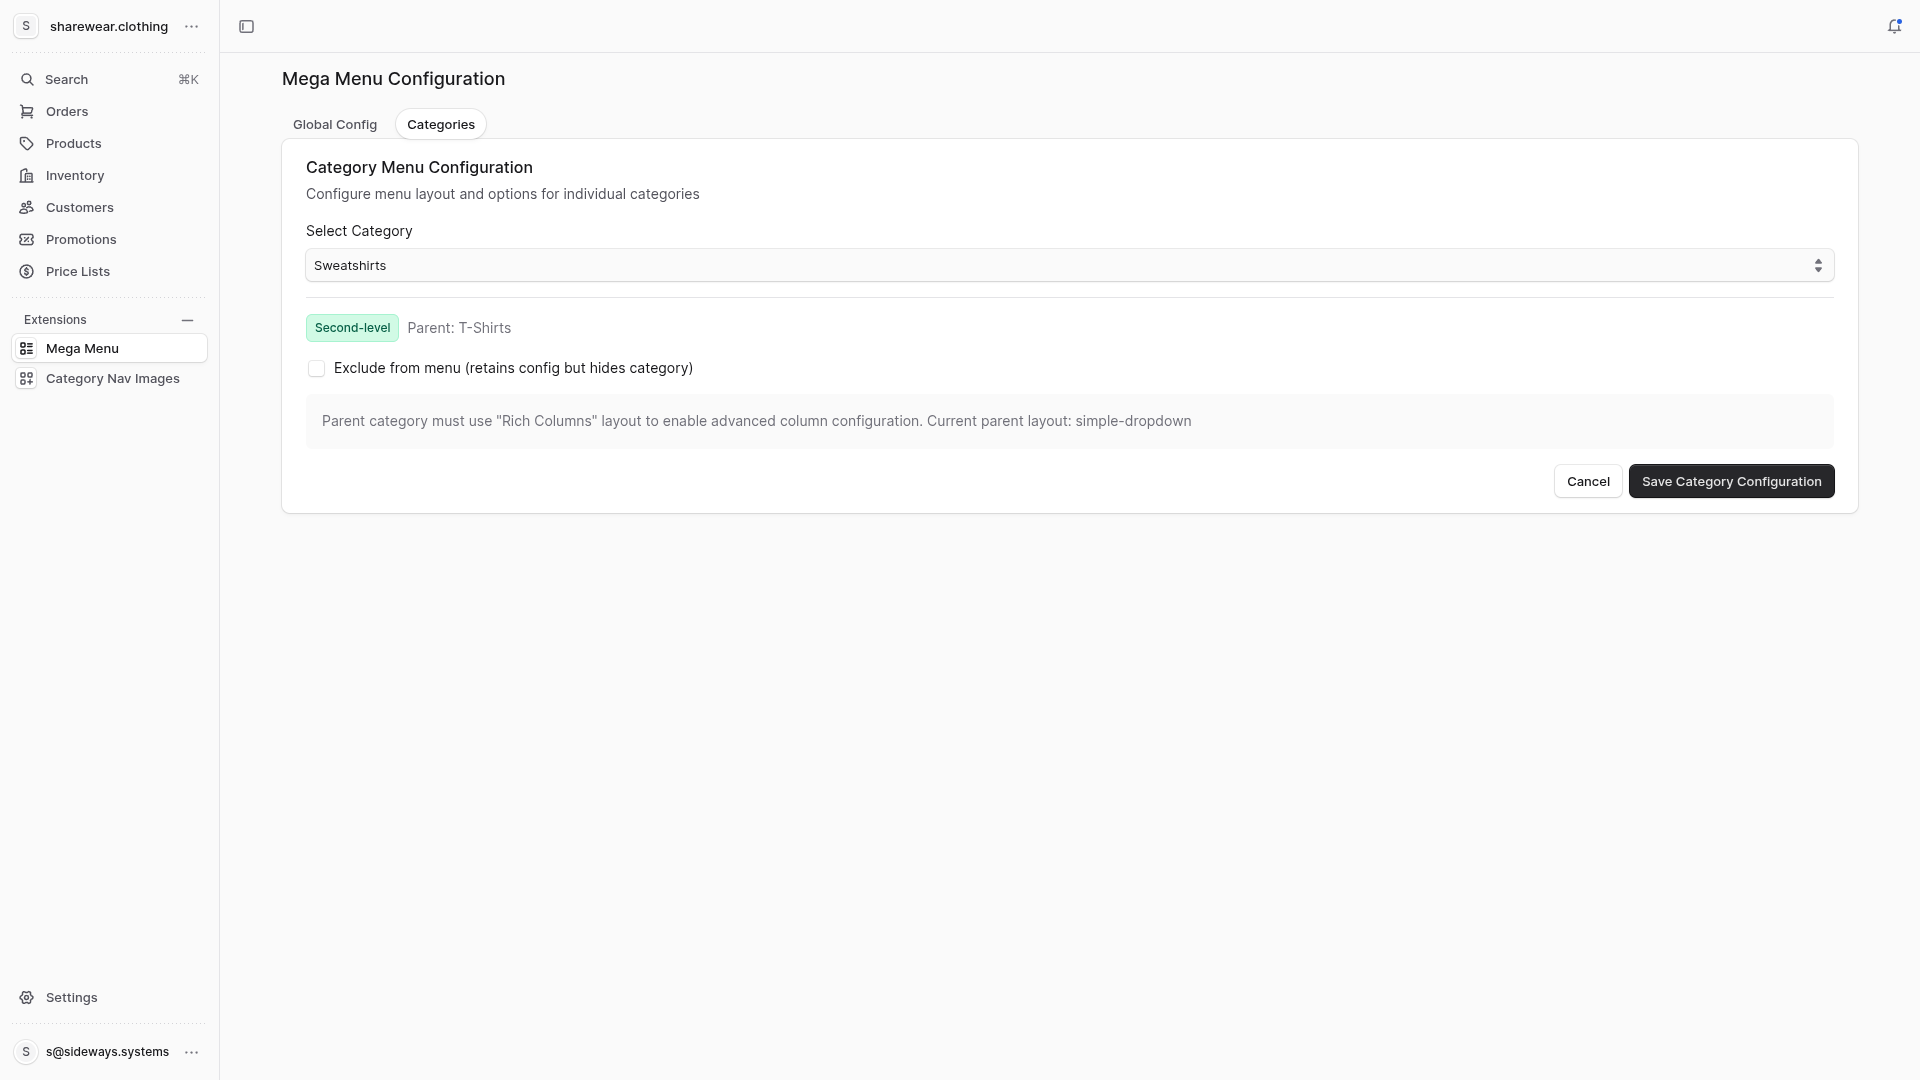 S
sharewear.clothing
Search ⌘K
Orders
Products
Inventory
Customers
Promotions
Price Lists
Extensions
Mega Menu
Category Nav Images
Settings
S
s@sideways.systems
Mega Menu Configuration
Global Config
Categories
Category Menu Configuration
Configure menu layout and options for individual categories
Select Category
Sweatshirts
Second-level Parent: T-Shirts
Exclude from menu (retains config but hides category)
Parent category must use "Rich Columns" layout to enable advanced column configuration. Current parent layout: simple-dropdown
Cancel
Save Category Configuration